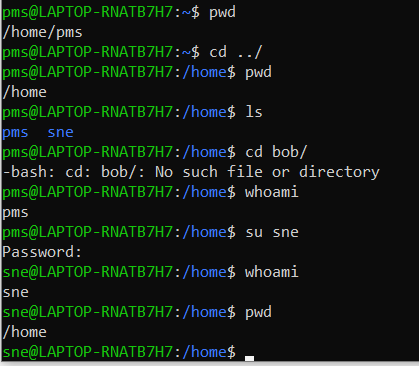 pms@LAPTOP-RNATB7H7:~$ pwd
/home/pms
pms@LAPTOP-RNATB7H7:~$ cd ../
pms@LAPTOP-RNATB7H7:/home$ pwd
/home
pms@LAPTOP-RNATB7H7:/home$ ls
pms  sne
pms@LAPTOP-RNATB7H7:/home$ cd bob/
-bash: cd: bob/: No such file or directory
pms@LAPTOP-RNATB7H7:/home$ whoami
pms
pms@LAPTOP-RNATB7H7:/home$ su sne
Password:
sne@LAPTOP-RNATB7H7:/home$ whoami
sne
sne@LAPTOP-RNATB7H7:/home$ pwd
/home
sne@LAPTOP-RNATB7H7:/home$